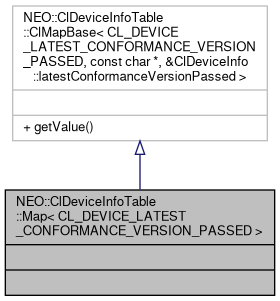 NEO::ClDeviceInfoTable
::ClMapBase< CL_DEVICE
_LATEST_CONFORMANCE_VERSION
_PASSED, const char *, &ClDeviceInfo
::latestConformanceVersionPassed >
+ getValue()
NEO::ClDeviceInfoTable
::Map< CL_DEVICE_LATEST
_CONFORMANCE_VERSION_PASSED >